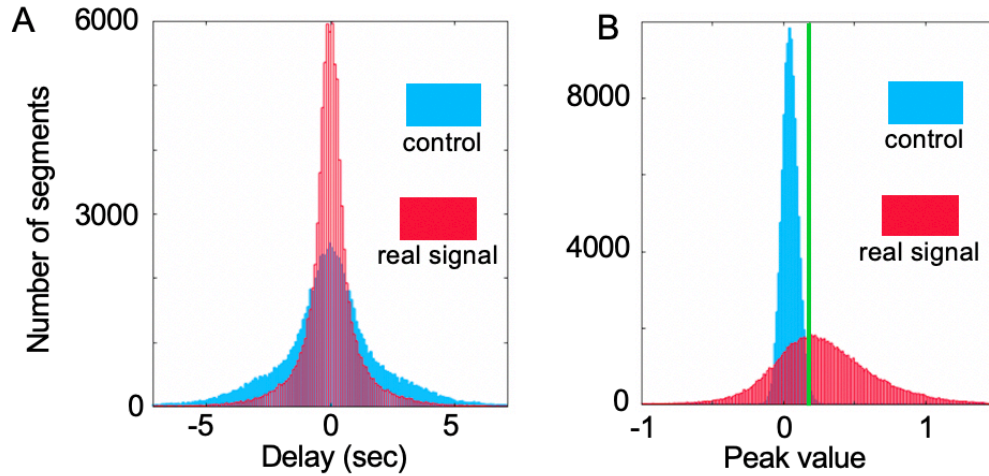 A
Number of segments
6000
3000
0
control
real signal
-5
0
5
Delay (sec)
B
8000
4000
0
control
real signal
-1
0
1
Peak value